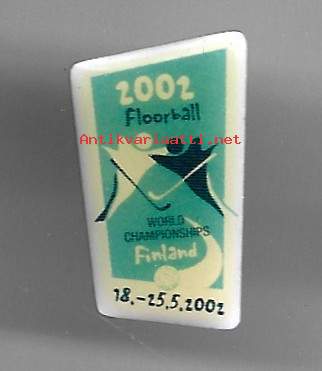 2002
Floorball
Antikvariaatti.net
WORLD
CHAMPIONSHIPS
Finland
18.-25.5.2002